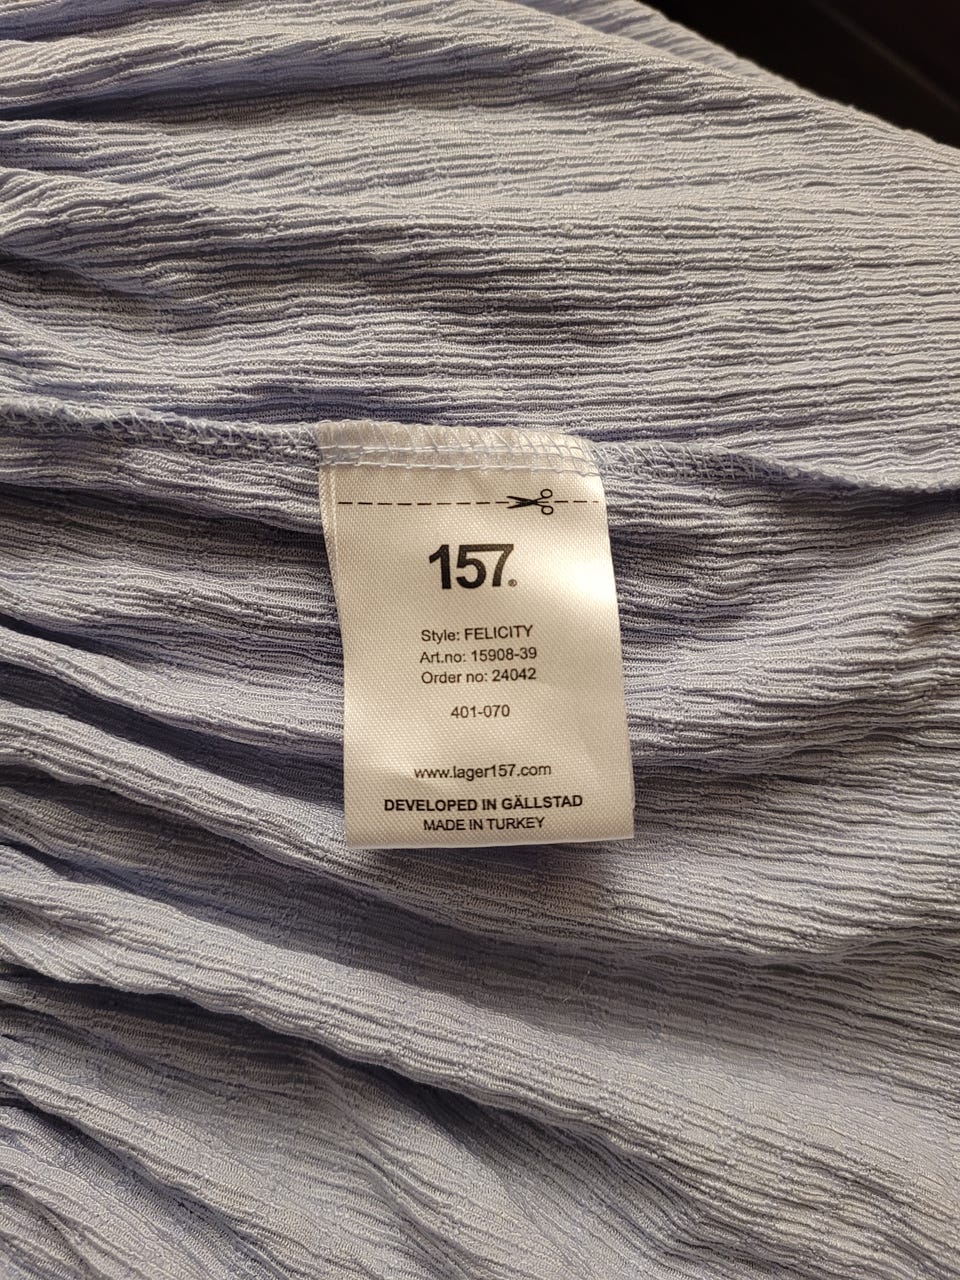 157®
Style: FELICITY
Art.no: 15908-39
Order no: 24042
401-070
www.lager157.com
DEVELOPED IN GÄLLSTAD
MADE IN TURKEY